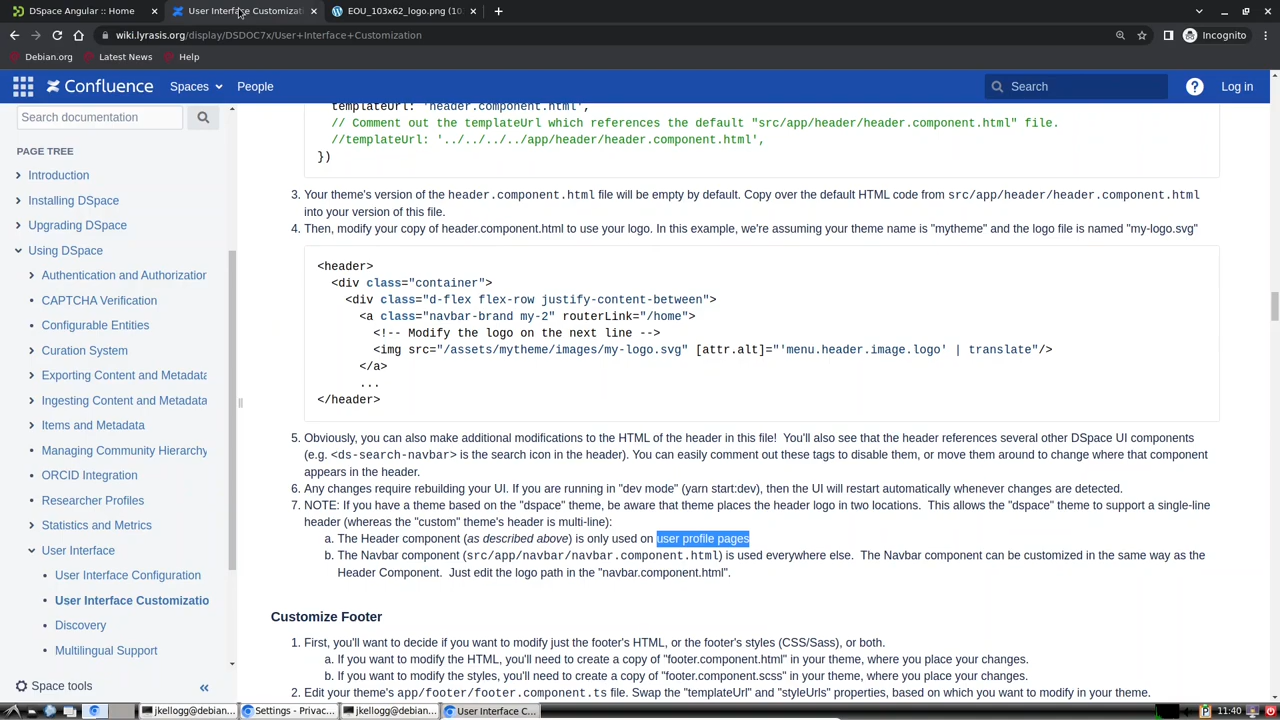 DSpace Angular :: Home
User Interface Customizati
EOU_103x62_logo.png (10
wiki.lyrasis.org/display/DSDOC7x/User+Interface+Customization
Incognito
Debian.org
Latest News
Help
Confluence
Spaces
People
Search
Log in
Search documentation
PAGE TREE
Introduction
Installing DSpace
Upgrading DSpace
Using DSpace
Authentication and Authorization
CAPTCHA Verification
Configurable Entities
Curation System
Exporting Content and Metadata
Ingesting Content and Metadata
Items and Metadata
Managing Community Hierarchy
ORCID Integration
Researcher Profiles
Statistics and Metrics
User Interface
User Interface Configuration
User Interface Customizatio
Discovery
Multilingual Support
Space tools
templateUrl: 'header.component.html',
// Comment out the templateUrl which references the default "src/app/header/header.component.html" file.
//templateUrl: '../../../../app/header/header.component.html',
})
3. Your theme's version of the header.component.html file will be empty by default. Copy over the default HTML code from src/app/header/header.component.html
into your version of this file.
4. Then, modify your copy of header.component.html to use your logo. In this example, we're assuming your theme name is "mytheme" and the logo file is named "my-logo.svg"
<header>
<div class="container">
<div class="d-flex flex-row justify-content-between">
<a class="navbar-brand my-2" routerLink="/home">
<!-- Modify the logo on the next line -->
<img src="/assets/mytheme/images/my-logo.svg" [attr.alt]="'menu.header.image.logo' | translate"/>
</a>
...
</header>
5. Obviously, you can also make additional modifications to the HTML of the header in this file! You'll also see that the header references several other DSpace UI components
(e.g. <ds-search-navbar> is the search icon in the header). You can easily comment out these tags to disable them, or move them around to change where that component
appears in the header.
6. Any changes require rebuilding your UI. If you are running in "dev mode" (yarn start:dev), then the UI will restart automatically whenever changes are detected.
7. NOTE: If you have a theme based on the "dspace" theme, be aware that theme places the header logo in two locations. This allows the "dspace" theme to support a single-line
header (whereas the "custom" theme's header is multi-line):
a. The Header component (as described above) is only used on user profile pages
b. The Navbar component (src/app/navbar/navbar.component.html) is used everywhere else. The Navbar component can be customized in the same way as the
Header Component. Just edit the logo path in the "navbar.component.html".
Customize Footer
1. First, you'll want to decide if you want to modify just the footer's HTML, or the footer's styles (CSS/Sass), or both.
a. If you want to modify the HTML, you'll need to create a copy of "footer.component.html" in your theme, where you place your changes.
b. If you want to modify the styles, you'll need to create a copy of "footer.component.scss" in your theme, where you place your changes.
2. Edit your theme's app/footer/footer.component.ts file. Swap the "templateUrl" and "styleUrls" properties, based on which you want to modify in your theme.
jkellogg@debian...
Settings - Privac...
jkellogg@debian...
User Interface C...
11:40